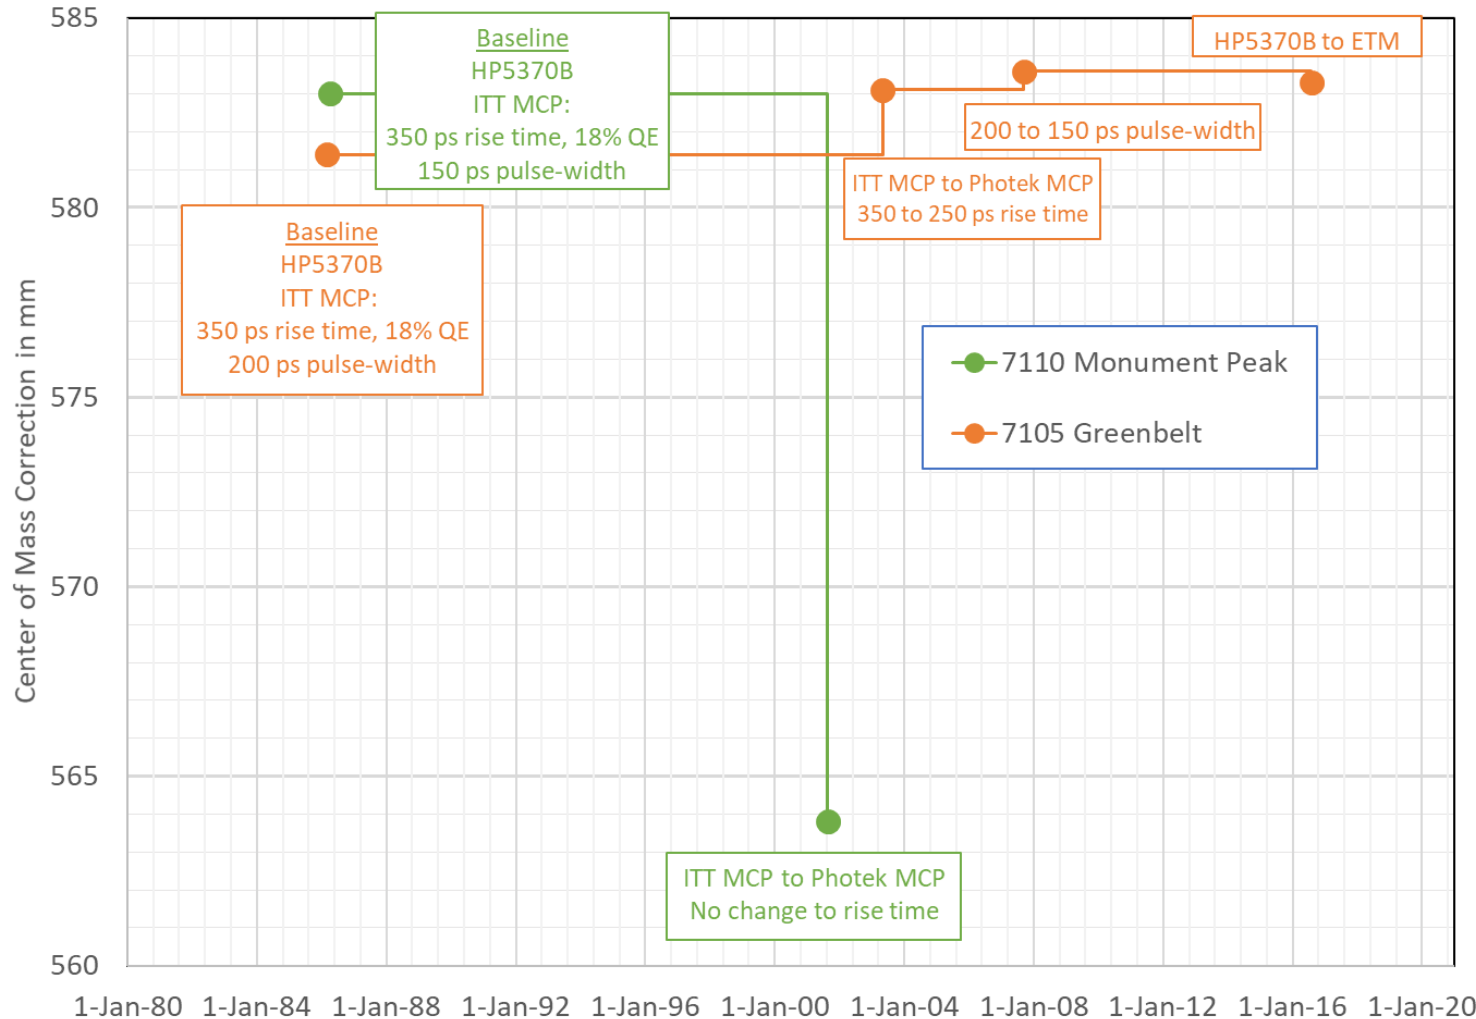 585
580
575
570
565
560
Center of Mass Correction in mm
Baseline
HP5370B
ITT MCP:
350 ps rise time, 18% QE
150 ps pulse-width
HP5370B to ETM
200 to 150 ps pulse-width
ITT MCP to Photek MCP
350 to 250 ps rise time
Baseline
HP5370B
ITT MCP:
350 ps rise time, 18% QE
200 ps pulse-width
7110 Monument Peak
7105 Greenbelt
ITT MCP to Photek MCP
No change to rise time
1-Jan-80 1-Jan-84 1-Jan-88 1-Jan-92 1-Jan-96 1-Jan-00 1-Jan-04 1-Jan-08 1-Jan-12 1-Jan-16 1-Jan-20